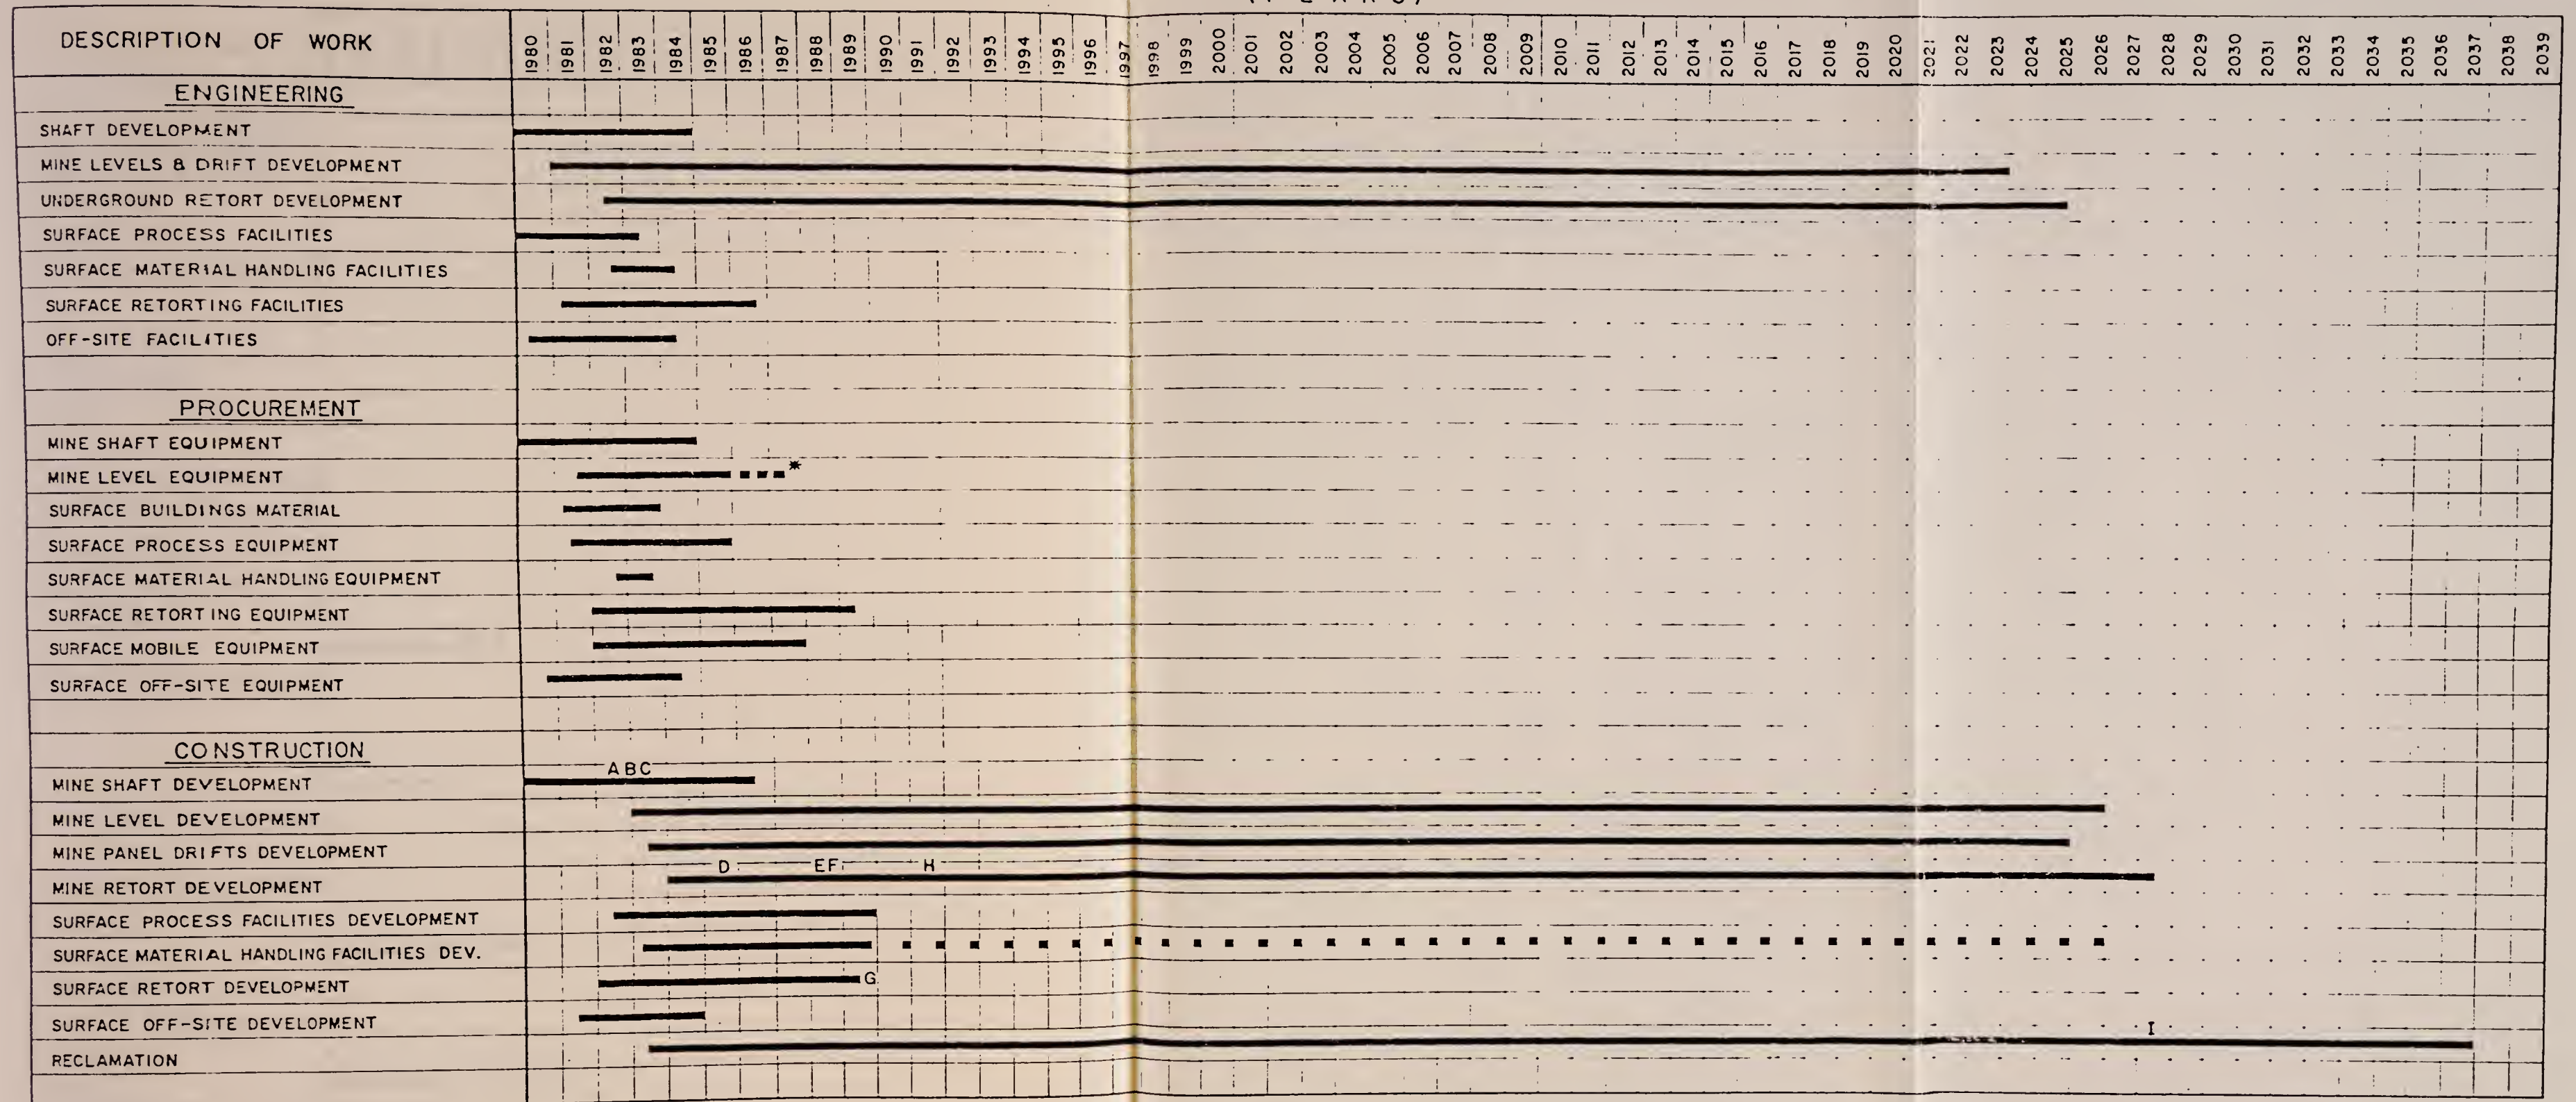 DESCRIPTION OF WORK 1980 1981 1982 1983 1984 1985 1986 1987 1988 1989 1990 1991 1992 1993 1994 1995 1996 1997 1998 1999 2000 2001 2002 2003 2004 2005 2006 2007 2008 2009 2010 2011 2012 2013 2014 2015 2016 2017 2018 2019 2020 2021 2022 2023 2024 2025 2026 2027 2028 2029 2030 2031 2032 2033 2034 2035 2036 2037 2038 2039
ENGINEERING
SHAFT DEVELOPMENT
MINE LEVELS & DRIFT DEVELOPMENT
UNDERGROUND RETORT DEVELOPMENT
SURFACE PROCESS FACILITIES
SURFACE MATERIAL HANDLING FACILITIES
SURFACE RETORTING FACILITIES
OFF-SITE FACILITIES
PROCUREMENT
MINE SHAFT EQUIPMENT
MINE LEVEL EQUIPMENT *
SURFACE BUILDINGS MATERIAL
SURFACE PROCESS EQUIPMENT
SURFACE MATERIAL HANDLING EQUIPMENT
SURFACE RETORTING EQUIPMENT
SURFACE MOBILE EQUIPMENT
SURFACE OFF-SITE EQUIPMENT
CONSTRUCTION
MINE SHAFT DEVELOPMENT A B C
MINE LEVEL DEVELOPMENT
MINE PANEL DRIFTS DEVELOPMENT
MINE RETORT DEVELOPMENT D E F H
SURFACE PROCESS FACILITIES DEVELOPMENT
SURFACE MATERIAL HANDLING FACILITIES DEV.
SURFACE RETORT DEVELOPMENT G
SURFACE OFF-SITE DEVELOPMENT
RECLAMATION I